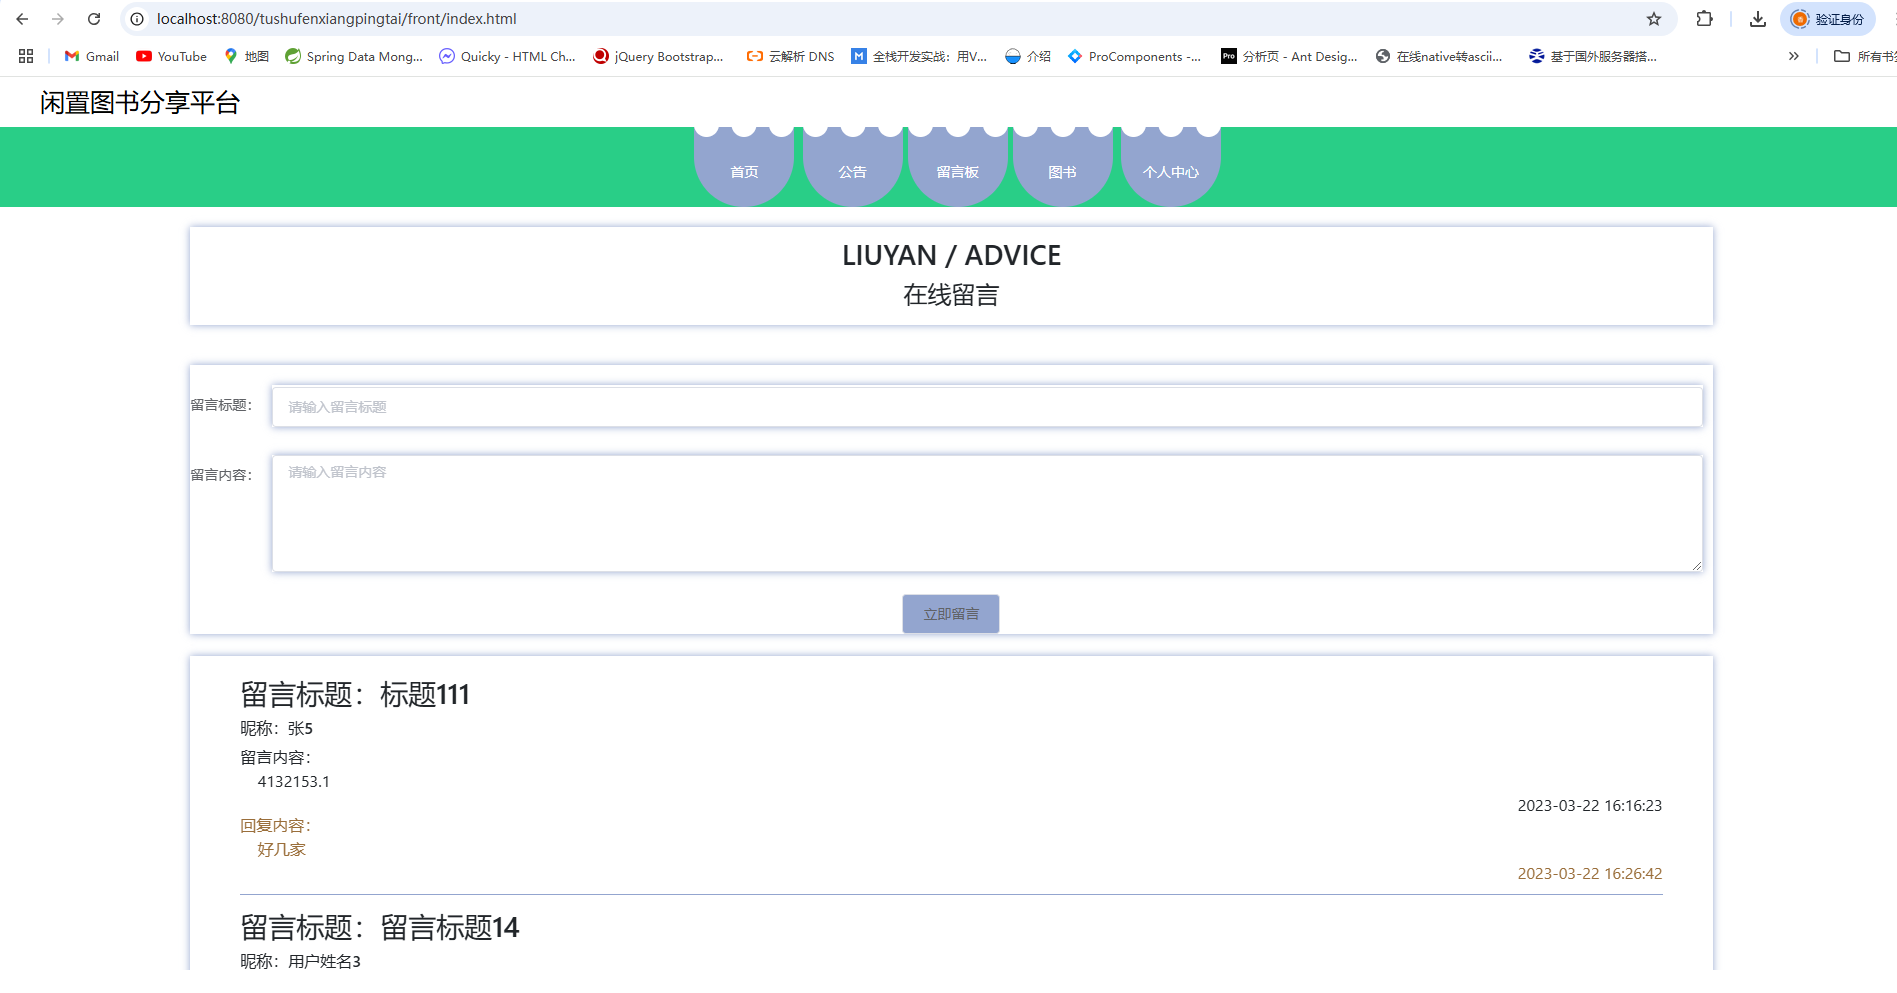 localhost:8080/tushufenxiangpingtai/front/index.html
验证身份
Gmail YouTube 地图 Spring Data Mong... Quicky - HTML Ch... jQuery Bootstrap... 云解析 DNS 全栈开发实战：用V... 介绍 ProComponents -... 分析页 - Ant Desig... 在线native转ascii... 基于国外服务器搭... 所有书签
闲置图书分享平台
首页 公告 留言板 图书 个人中心
LIUYAN / ADVICE
在线留言
留言标题： 请输入留言标题
留言内容： 请输入留言内容
立即留言
留言标题：标题111
昵称：张5
留言内容：
4132153.1
2023-03-22 16:16:23
回复内容：
好几家
2023-03-22 16:26:42
留言标题：留言标题14
昵称：用户姓名3